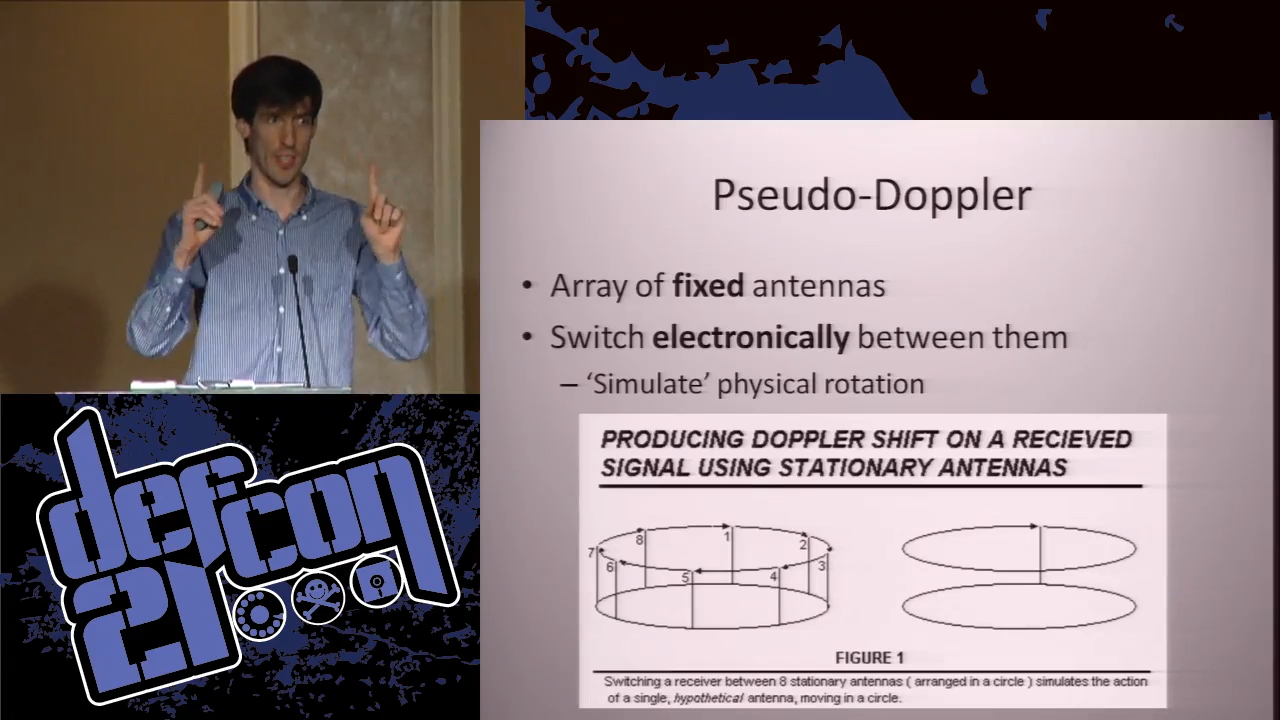 Pseudo-Doppler
• Array of fixed antennas
• Switch electronically between them
– ‘Simulate’ physical rotation
PRODUCING DOPPLER SHIFT ON A RECIEVED
SIGNAL USING STATIONARY ANTENNAS
8
1
2
7
6
5
4
3
FIGURE 1
Switching a receiver between 8 stationary antennas ( arranged in a circle ) simulates the action
of a single, hypothetical antenna, moving in a circle.
defcon
21